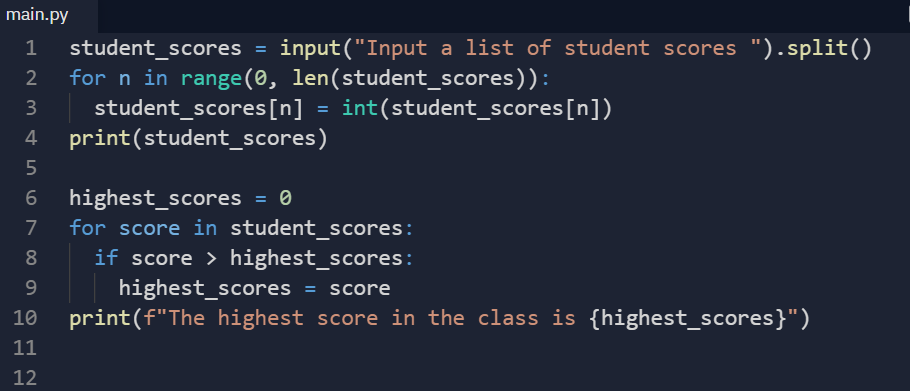 main.py
1 student_scores = input("Input a list of student scores ").split()
2 for n in range(0, len(student_scores)):
3   student_scores[n] = int(student_scores[n])
4 print(student_scores)
5
6 highest_scores = 0
7 for score in student_scores:
8   if score > highest_scores:
9     highest_scores = score
10 print(f"The highest score in the class is {highest_scores}")
11
12